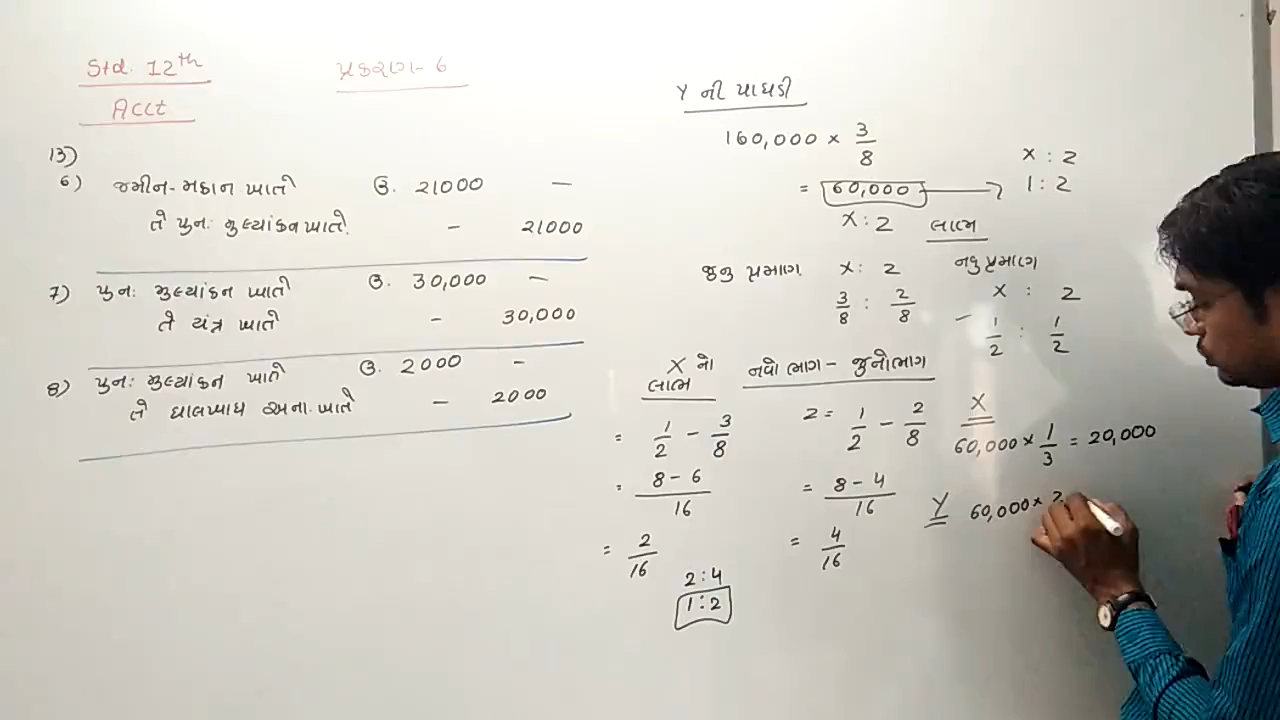 Std. 12th
Acct
પ્રકરણ- 6
13)
6) જમીન-મકાન ખાતે ઉ. 21000 —
તે પુનઃ મુલ્યાંકન ખાતે. - 21000
7) પુનઃ મુલ્યાંકન ખાતે ઉ. 30,000 —
તે યંત્ર ખાતે - 30,000
8) પુનઃ મુલ્યાંકન ખાતે ઉ. 2000 -
તે ઘાલખાધ અના. ખાતે - 2000
Y ની પાઘડી
160,000 × 3/8
= 60,000
X : 2
1 : 2
X : 2 લાભ
જુનુ પ્રમાણ X : 2
3/8 : 2/8
નવુ પ્રમાણ
X : 2
- 1/2 : 1/2
X નો
લાભ
નવો ભાગ - જુનોભાગ
= 1/2 - 3/8
= 8-6/16
= 2/16
2 = 1/2 - 2/8
= 8-4/16
= 4/16
2:4
1:2
X
60,000 × 1/3 = 20,000
Y 60,000 × 2